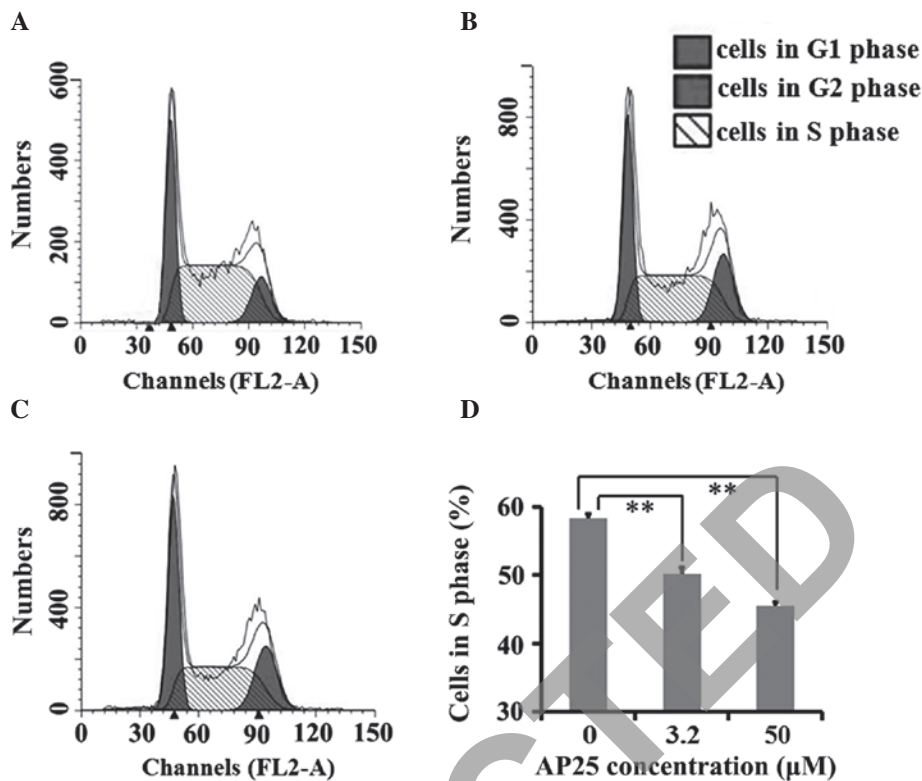 A
600
400
200
0
Numbers
0 30 60 90 120 150
Channels (FL2-A)
B
cells in G1 phase
cells in G2 phase
cells in S phase
800
400
0
Numbers
0 30 60 90 120 150
Channels (FL2-A)
C
800
400
0
Numbers
0 30 60 90 120 150
Channels (FL2-A)
D
60
50
40
30
Cells in S phase (%)
**
**
0 3.2 50
AP25 concentration (μM)
CTED